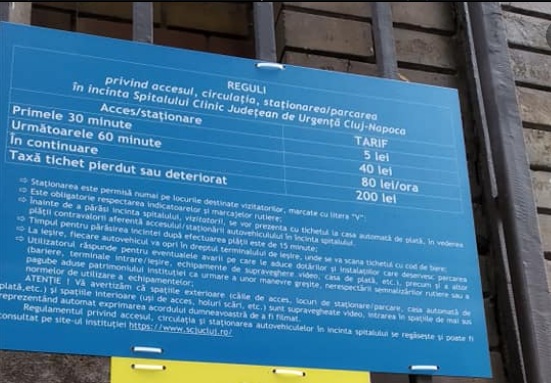 REGULI
privind accesul, circulația, staționarea/parcarea
în incinta Spitalului Clinic Județean de Urgență Cluj-Napoca
Acces/staționare TARIF
Primele 30 minute 5 lei
Următoarele 60 minute 40 lei
În continuare 80 lei/ora
Taxă tichet pierdut sau deteriorat 200 lei
⇨ Staționarea este permisă numai pe locurile destinate vizitatorilor, marcate cu litera "V";
⇨ Este obligatorie respectarea indicatoarelor și marcajelor rutiere;
⇨ Înainte de a părăsi incinta spitalului, vizitatorii, se vor prezenta cu tichetul la casa automată de plată, în vederea
plății contravalorii aferentă accesului/staționării autovehiculului în incinta spitalului.
⇨ Timpul pentru părăsirea incintei după efectuarea plății este de 15 minute;
⇨ La ieșire, fiecare autovehicul va opri în dreptul terminalului de ieșire, unde se va scana tichetul cu cod de bare;
⇨ Utilizatorul răspunde pentru eventualele avarii pe care le aduce dotărilor și instalațiilor care deservesc parcarea
(bariere, terminale intrare/ieșire, echipamente de supraveghere video, casa de plată, etc.), precum și a altor
pagube aduse patrimoniului instituției ca urmare a unor manevre greșite, nerespectării semnalizărilor rutiere sau a
normelor de utilizare a echipamentelor;
ATENȚIE ! Vă avertizăm că spațiile exterioare (căile de acces, locuri de staționare/parcare, casa automată de
plată,etc.) și spațiile interioare (uși de acces, holuri scări, etc.) sunt supravegheate video, intrarea în spațiile de mai sus
reprezentând automat exprimarea acordului dumneavoastră de a fi filmat.
Regulamentul privind accesul, circulația și staționarea autovehiculelor în incinta spitalului se regăsește și poate fi
consultat pe site-ul instituției https://www.scjucluj.ro/